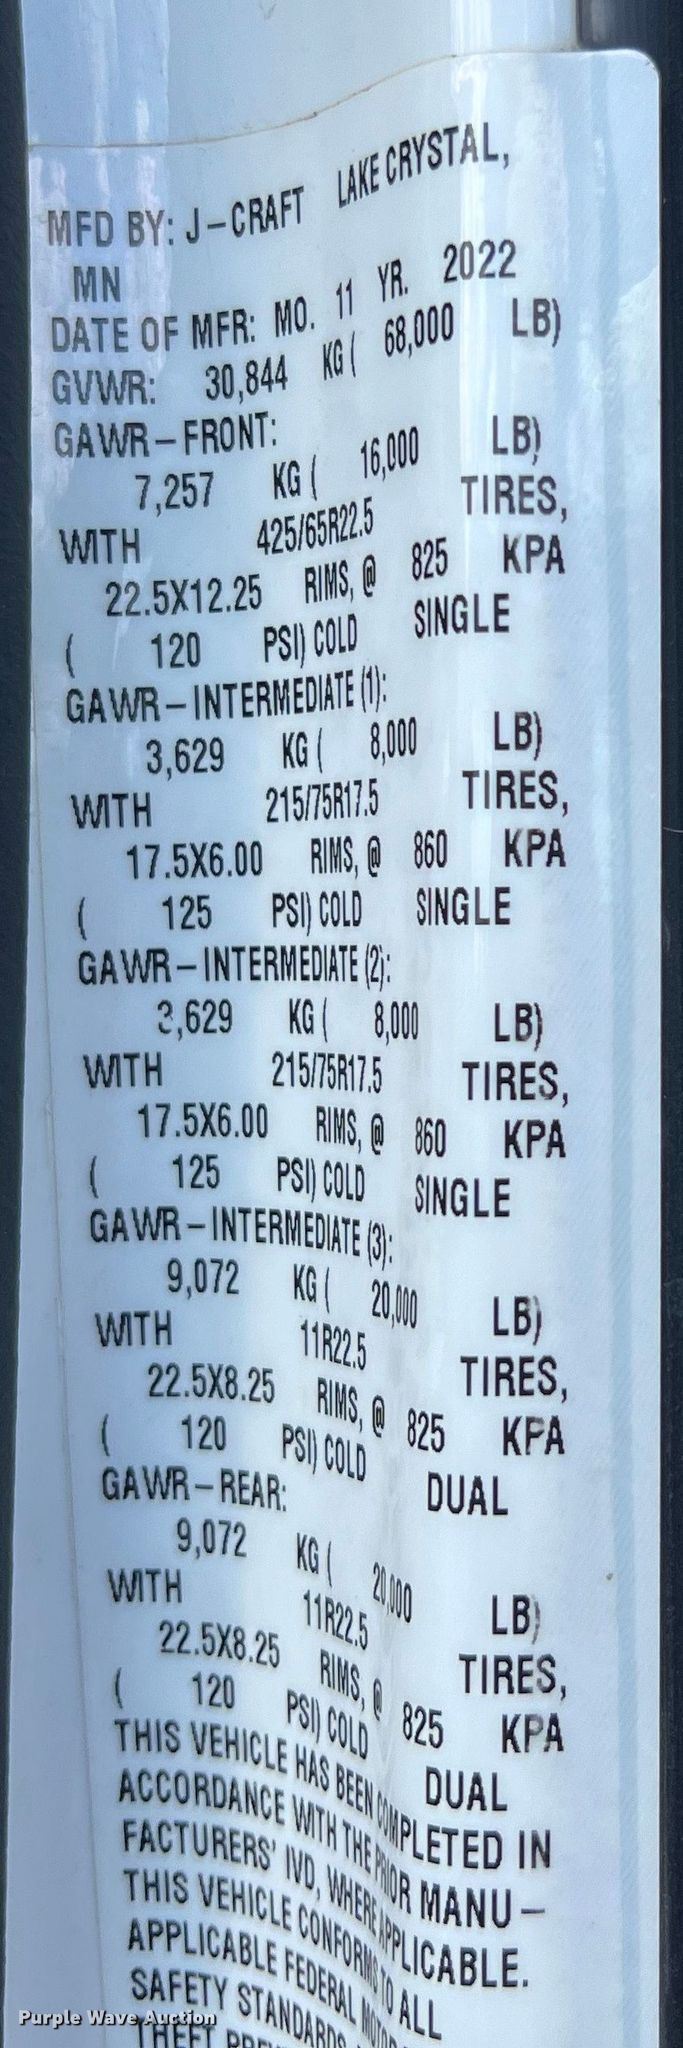 MFD BY: J-CRAFT LAKE CRYSTAL,
MN
DATE OF MFR: MO. 11 YR. 2022
GVWR: 30,844 KG ( 68,000 LB)
GAWR-FRONT:
7,257 KG ( 16,000 LB)
WITH 425/65R22.5 TIRES,
22.5X12.25 RIMS, @ 825 KPA
( 120 PSI) COLD SINGLE
GAWR-INTERMEDIATE (1):
3,629 KG ( 8,000 LB)
WITH 215/75R17.5 TIRES,
17.5X6.00 RIMS, @ 860 KPA
( 125 PSI) COLD SINGLE
GAWR-INTERMEDIATE (2):
3,629 KG ( 8,000 LB)
WITH 215/75R17.5 TIRES,
17.5X6.00 RIMS, @ 860 KPA
( 125 PSI) COLD SINGLE
GAWR-INTERMEDIATE (3):
9,072 KG ( 20,000 LB)
WITH 11R22.5 TIRES,
22.5X8.25 RIMS, @ 825 KPA
( 120 PSI) COLD DUAL
GAWR-REAR:
9,072 KG ( 20,000 LB)
WITH 11R22.5 TIRES,
22.5X8.25 RIMS, @ 825 KPA
( 120 PSI) COLD DUAL
THIS VEHICLE HAS BEEN COMPLETED IN
ACCORDANCE WITH THE PRIOR MANU-
FACTURERS' IVD, WHERE APPLICABLE.
THIS VEHICLE CONFORMS TO ALL
APPLICABLE FEDERAL MOTOR
SAFETY STANDARDS,
THEFT
Purple Wave Auction